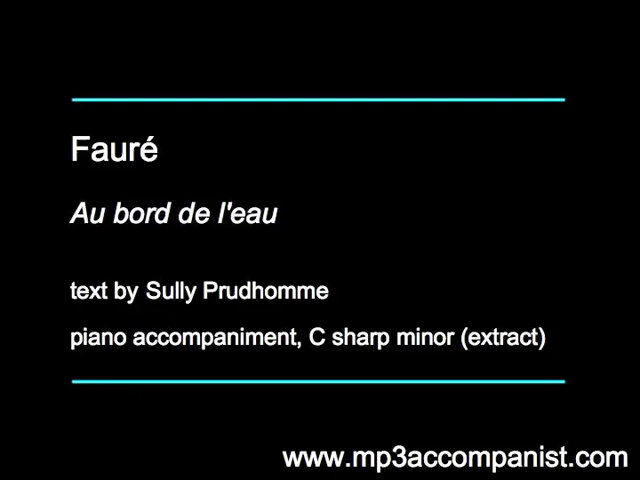 Fauré
Au bord de l'eau
text by Sully Prudhomme
piano accompaniment, C sharp minor (extract)
www.mp3accompanist.com